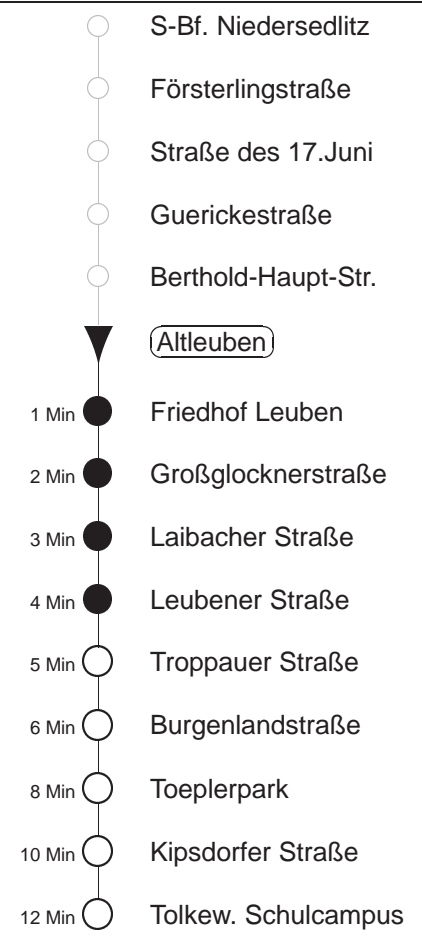 S-Bf. Niedersedlitz
Försterlingstraße
Straße des 17.Juni
Guerickestraße
Berthold-Haupt-Str.
Altleuben
1 Min Friedhof Leuben
2 Min Großglocknerstraße
3 Min Laibacher Straße
4 Min Leubener Straße
5 Min Troppauer Straße
6 Min Burgenlandstraße
8 Min Toeplerpark
10 Min Kipsdorfer Straße
12 Min Tolkew. Schulcampus